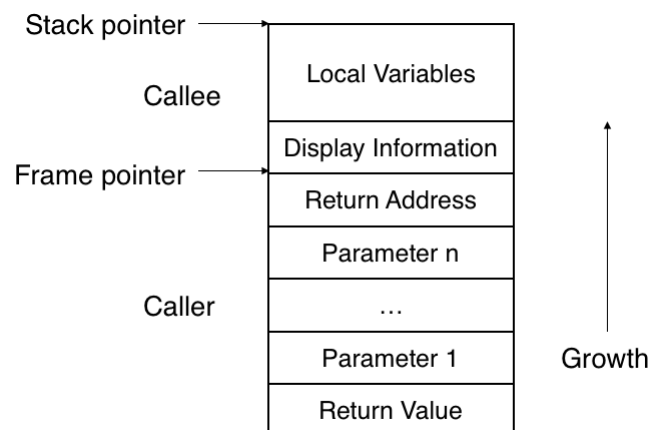 Stack pointer
Local Variables
Callee
Display Information
Frame pointer
Return Address
Parameter n
Caller
...
Parameter 1
Growth
Return Value